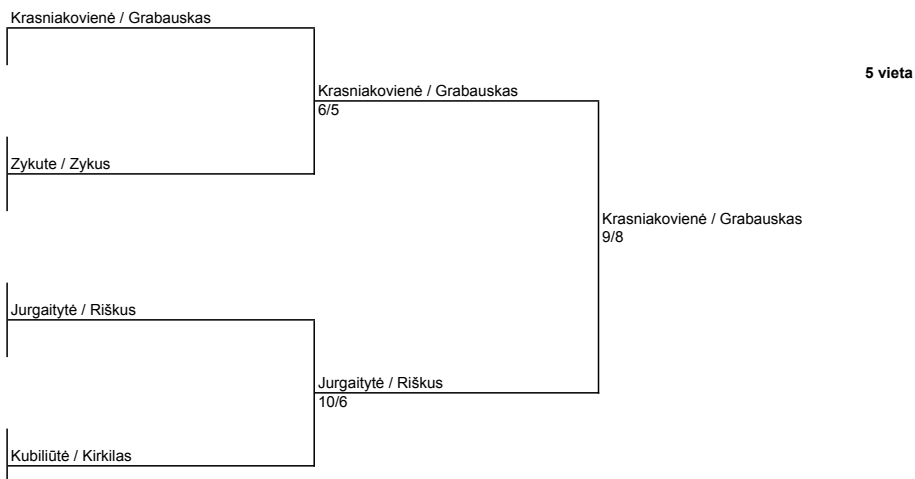 Krasniakovienė / Grabauskas
5 vieta
Krasniakovienė / Grabauskas
6/5
Zykute / Zykus
Krasniakovienė / Grabauskas
9/8
Jurgaitytė / Riškus
Jurgaitytė / Riškus
10/6
Kubiliūtė / Kirkilas